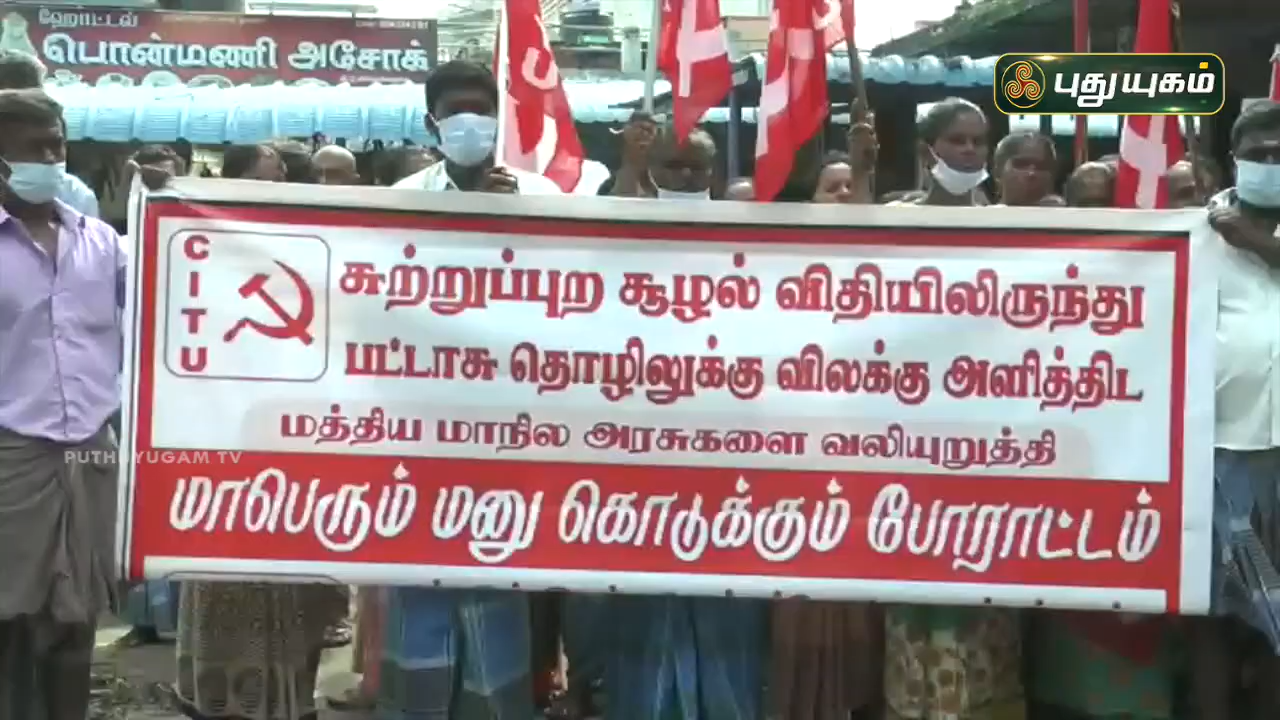 ஹோட்டல்
பொன்மணி அசோக்
புதுயுகம்
CITU
சுற்றுப்புற சூழல் விதியிலிருந்து
பட்டாசு தொழிலுக்கு விலக்கு அளித்திட
மத்திய மாநில அரசுகளை வலியுறுத்தி
மாபெரும் மனு கொடுக்கும் போராட்டம்
PUTHUYUGAM TV